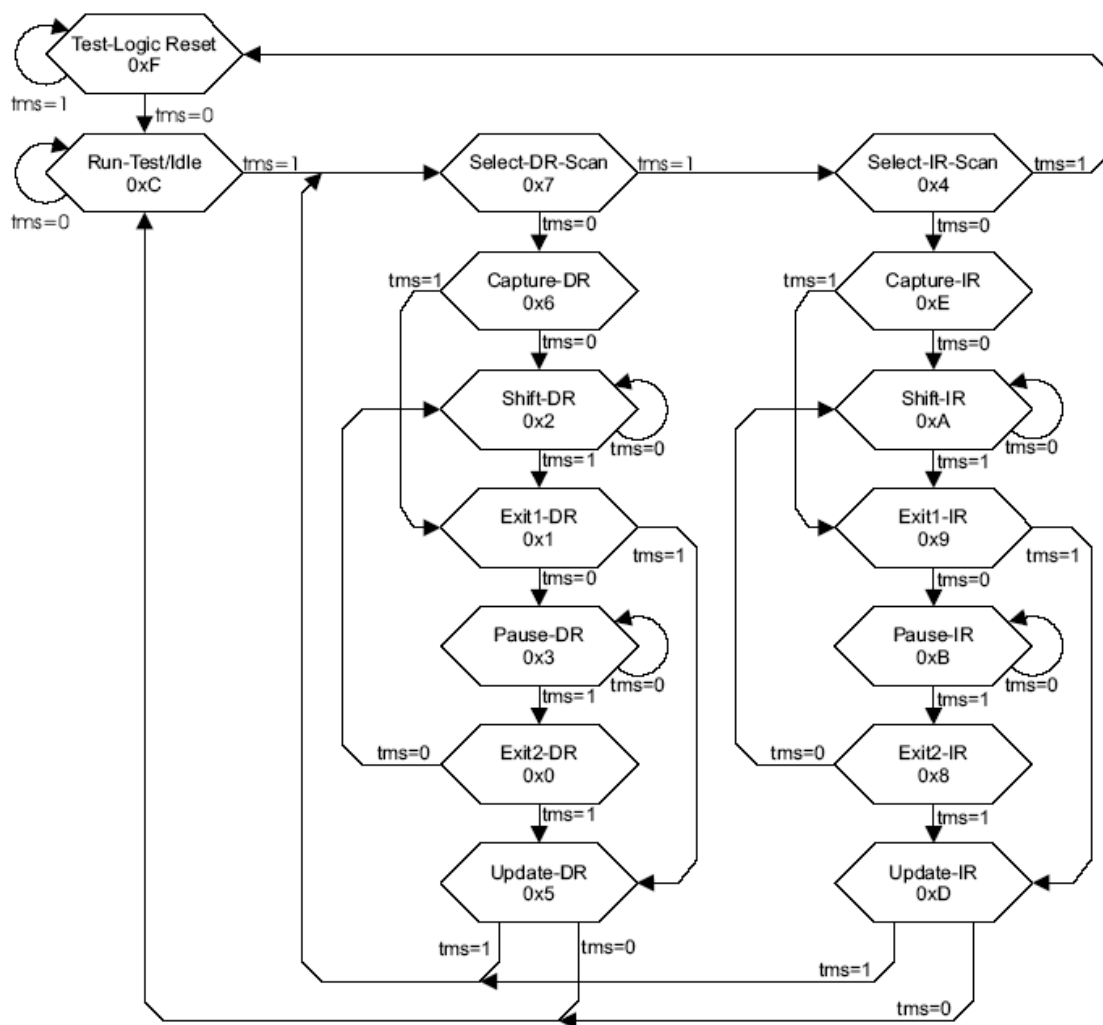 Test-Logic Reset
0xF
tms=1
tms=0
Run-Test/Idle
0xC
tms=1
tms=0
Select-DR-Scan
0x7
tms=1
tms=0
Select-IR-Scan
0x4
tms=1
tms=0
tms=1
Capture-DR
0x6
tms=0
tms=1
Capture-IR
0xE
tms=0
Shift-DR
0x2
tms=0
tms=1
Shift-IR
0xA
tms=0
tms=1
Exit1-DR
0x1
tms=1
tms=0
Exit1-IR
0x9
tms=1
tms=0
Pause-DR
0x3
tms=0
tms=1
Pause-IR
0xB
tms=0
tms=1
tms=0
Exit2-DR
0x0
tms=1
tms=0
Exit2-IR
0x8
tms=1
Update-DR
0x5
tms=1
tms=0
Update-IR
0xD
tms=1
tms=0